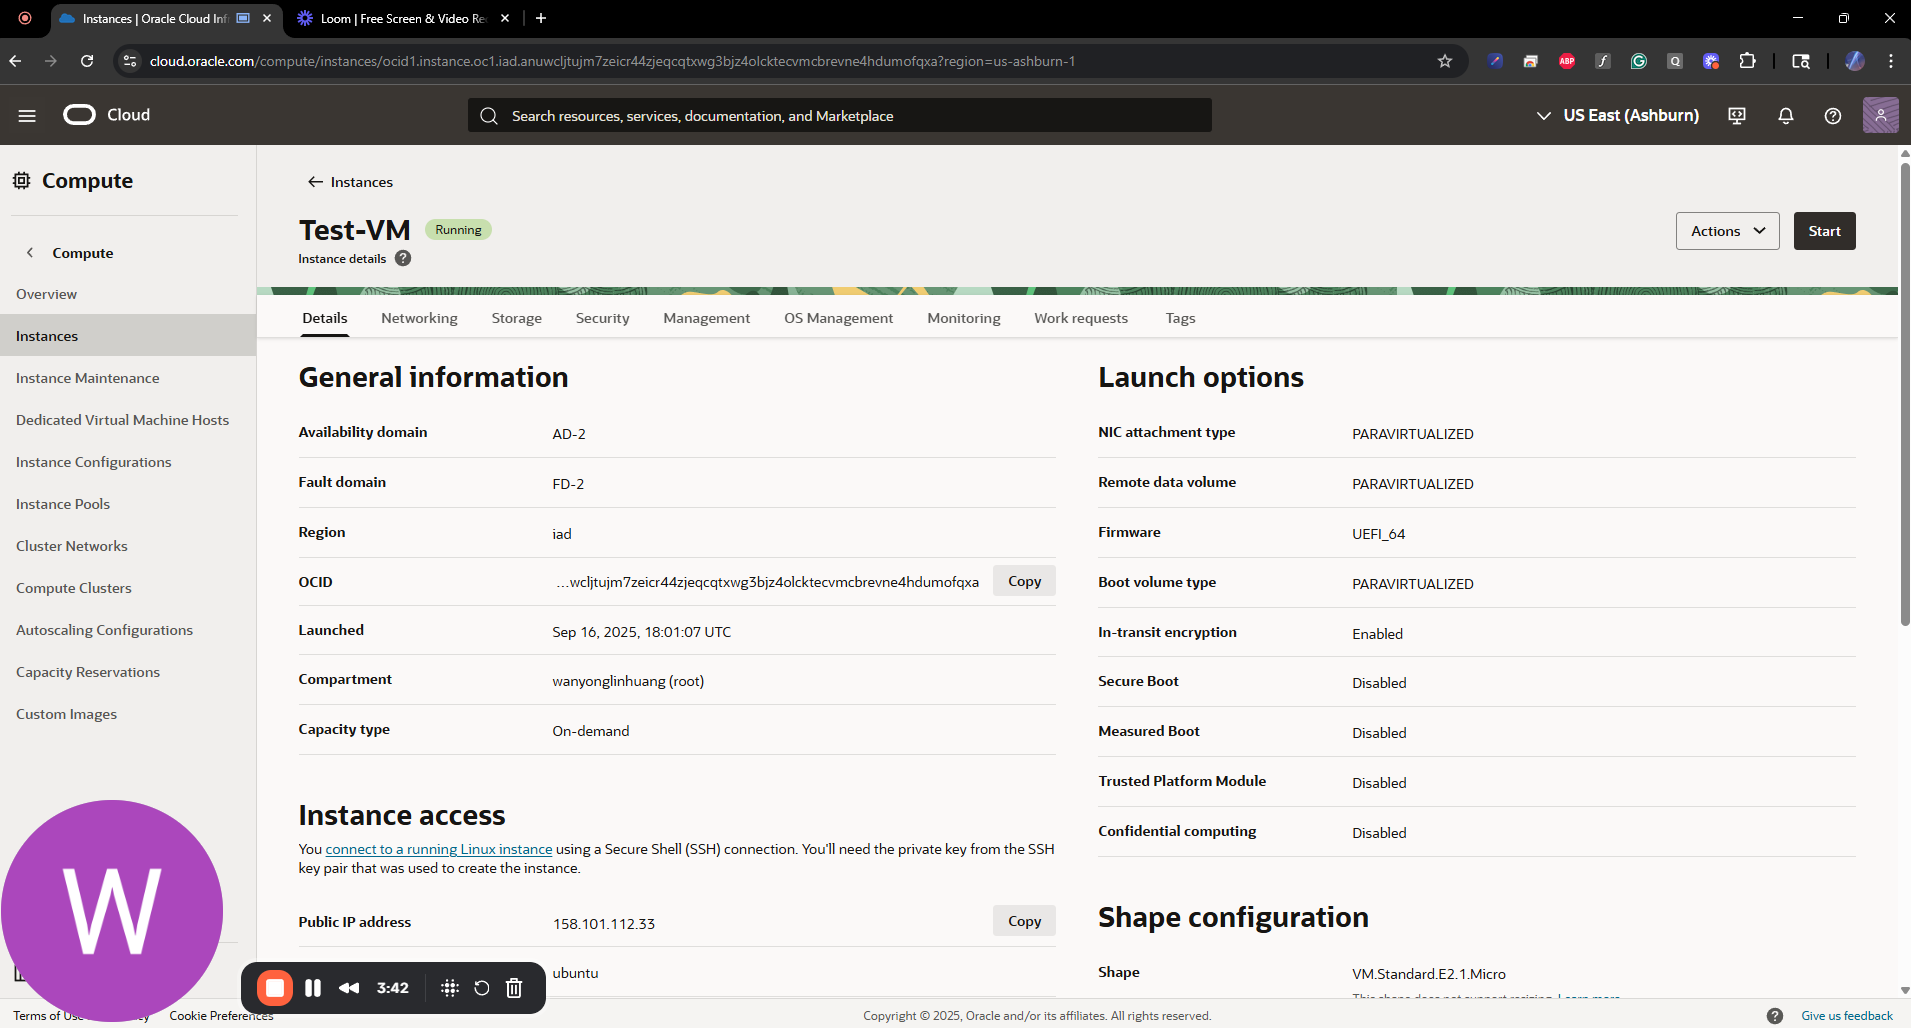 Instances | Oracle Cloud Inf
Loom | Free Screen & Video Re
cloud.oracle.com/compute/instances/ocid1.instance.oc1.iad.anuwcljtujm7zeicr44zjeqcqtxwg3bjz4olcktecvmcbrevne4hdumofqxa?region=us-ashburn-1
ABP
Cloud
Search resources, services, documentation, and Marketplace
US East (Ashburn)
Compute
Compute
Overview
Instances
Instance Maintenance
Dedicated Virtual Machine Hosts
Instance Configurations
Instance Pools
Cluster Networks
Compute Clusters
Autoscaling Configurations
Capacity Reservations
Custom Images
Instances
Test-VM Running
Instance details
Actions
Start
Details Networking Storage Security Management OS Management Monitoring Work requests Tags
General information
Availability domain AD-2
Fault domain FD-2
Region iad
OCID ...wcljtujm7zeicr44zjeqcqtxwg3bjz4olcktecvmcbrevne4hdumofqxa Copy
Launched Sep 16, 2025, 18:01:07 UTC
Compartment wanyonglinhuang (root)
Capacity type On-demand
Instance access
You connect to a running Linux instance using a Secure Shell (SSH) connection. You'll need the private key from the SSH
key pair that was used to create the instance.
Public IP address 158.101.112.33 Copy
ubuntu
Launch options
NIC attachment type PARAVIRTUALIZED
Remote data volume PARAVIRTUALIZED
Firmware UEFI_64
Boot volume type PARAVIRTUALIZED
In-transit encryption Enabled
Secure Boot Disabled
Measured Boot Disabled
Trusted Platform Module Disabled
Confidential computing Disabled
Shape configuration
Shape VM.Standard.E2.1.Micro
This shape does not support resizing. Learn more
W
3:42
Terms of Use
Cookie Preferences
Copyright © 2025, Oracle and/or its affiliates. All rights reserved.
Give us feedback